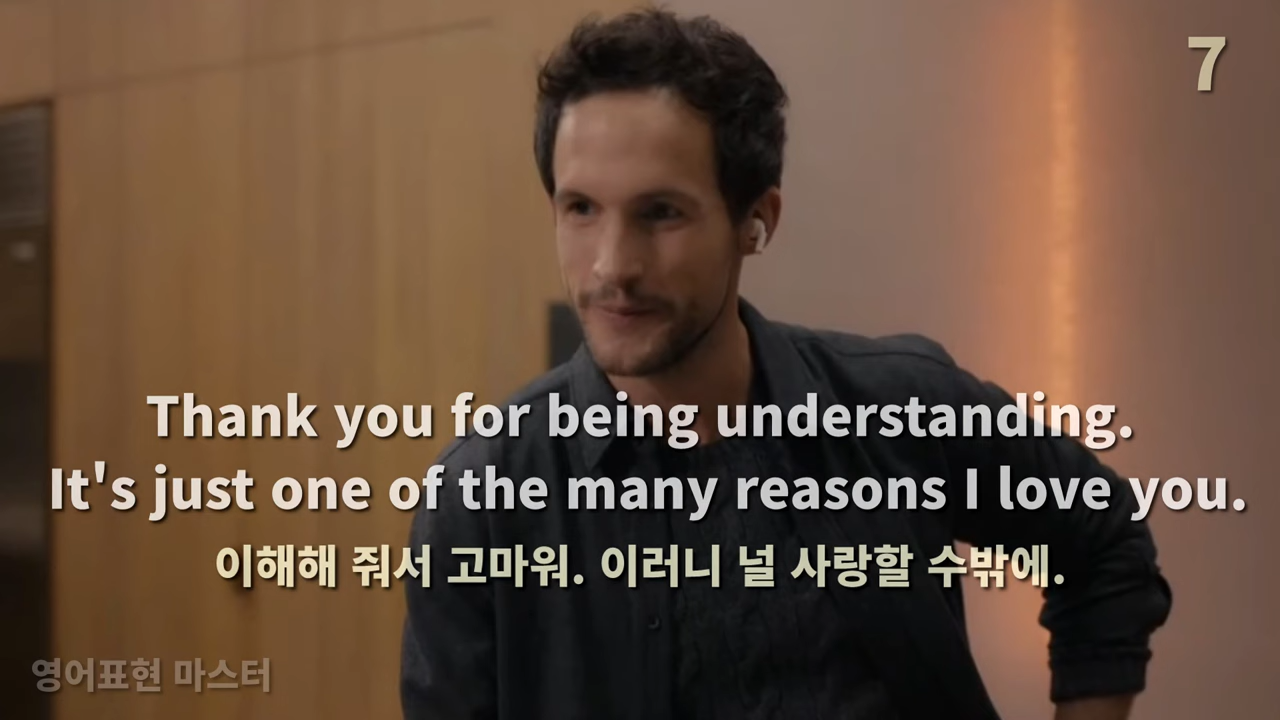 7
Thank you for being understanding.
It's just one of the many reasons I love you.
이해해 줘서 고마워. 이러니 널 사랑할 수밖에.
영어표현 마스터